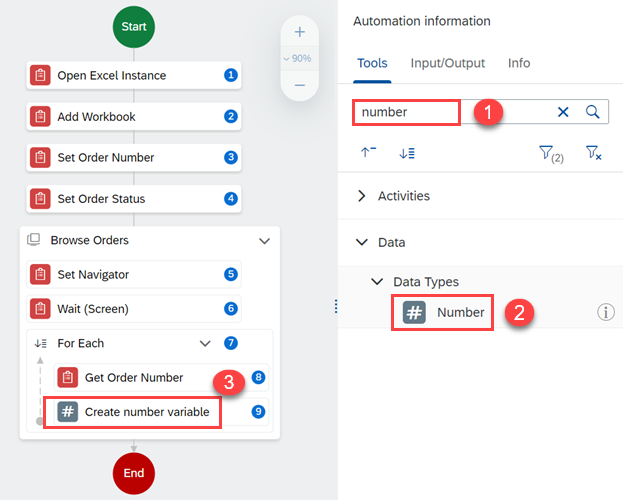 Start
Open Excel Instance 1
Add Workbook 2
Set Order Number 3
Set Order Status 4
Browse Orders
Set Navigator 5
Wait (Screen) 6
For Each 7
Get Order Number 3 8
Create number variable 9
End
90%
Automation information
Tools Input/Output Info
number 1
(2)
Activities
Data
Data Types
# Number 2